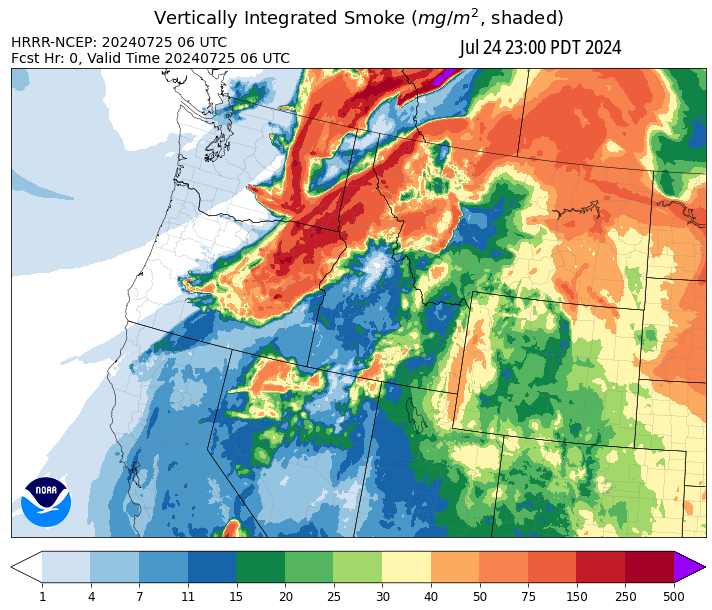 Vertically Integrated Smoke (mg/m², shaded)
HRRR-NCEP: 20240725 06 UTC
Jul 24 23:00 PDT 2024
Fcst Hr: 0, Valid Time 20240725 06 UTC
NOAA
1 4 7 11 15 20 25 30 40 50 75 150 250 500